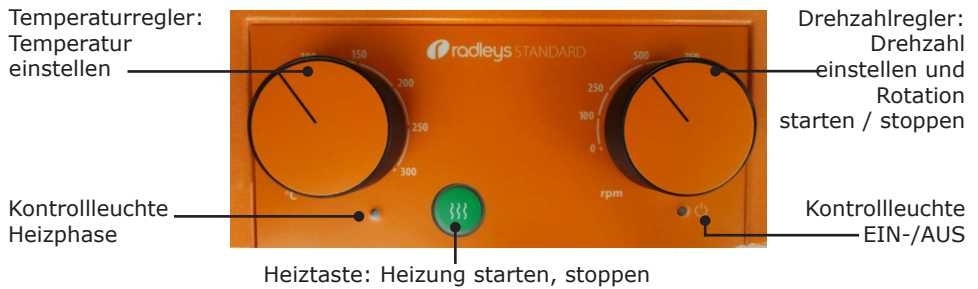 Temperaturregler:
Temperatur
einstellen
Drehzahlregler:
Drehzahl
einstellen und
Rotation
starten / stoppen
radleys STANDARD
150
200
250
300
°C
500
250
100
0
rpm
Kontrollleuchte
Heizphase
Kontrollleuchte
EIN-/AUS
Heiztaste: Heizung starten, stoppen